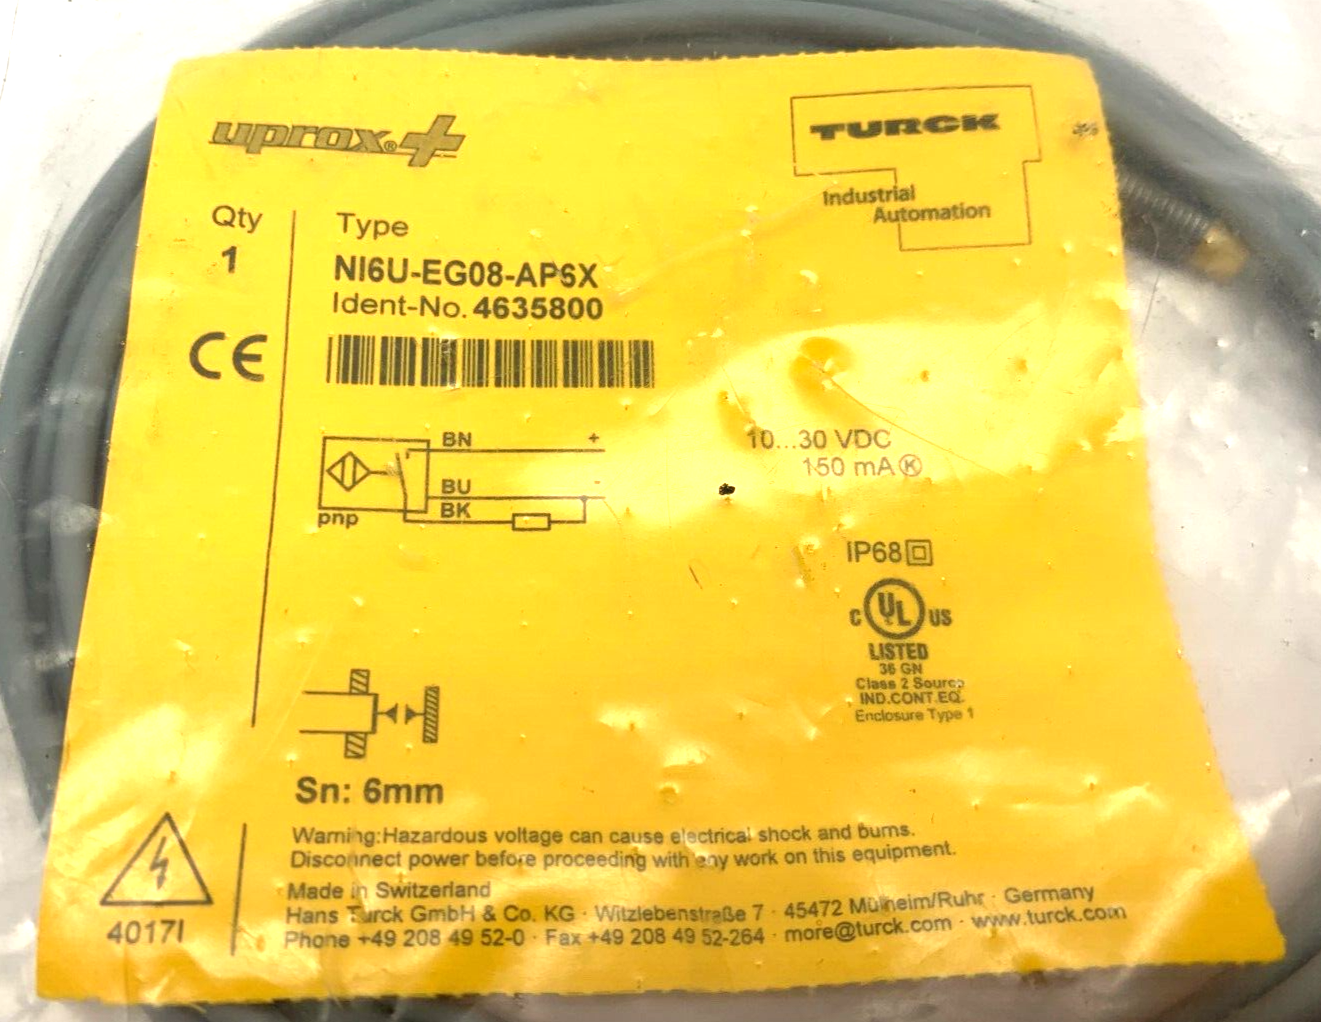 uprox®+
TURCK
Industrial
Automation
Qty
1
Type
NI6U-EG08-AP6X
Ident-No. 4635800
CE
BN +
BU -
BK
pnp
10...30 VDC
150 mA K
IP68
c UL US
LISTED
36 GN
Class 2 Source
IND.CONT.EQ.
Enclosure Type 1
Sn: 6mm
Warning:Hazardous voltage can cause electrical shock and burns.
Disconnect power before proceeding with any work on this equipment.
4017I
Made in Switzerland
Hans Turck GmbH & Co. KG · Witzlebenstraße 7 · 45472 Mülheim/Ruhr · Germany
Phone +49 208 49 52-0 · Fax +49 208 49 52-264 · more@turck.com · www.turck.com